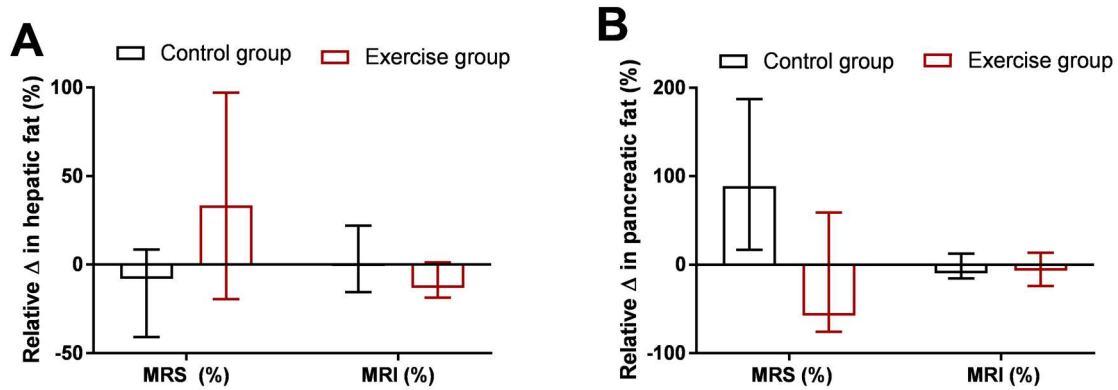 A
Control group Exercise group
Relative Δ in hepatic fat (%)
100
50
0
-50
MRS (%) MRI (%)
B
Control group Exercise group
Relative Δ in pancreatic fat (%)
200
100
0
-100
MRS (%) MRI (%)